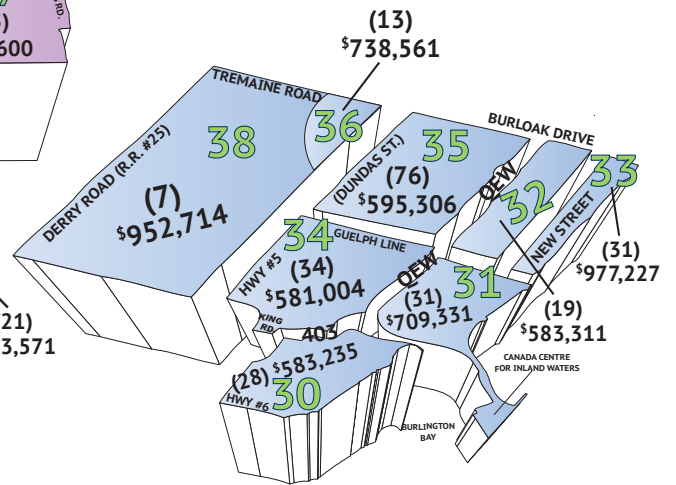 RD.
600
(13)
$738,561
TREMAINE ROAD
36
38
DERRY ROAD (R.R. #25)
(7)
$952,714
35
(DUNDAS ST.)
(76)
$595,306
BURLOAK DRIVE
QEW
32
33
NEW STREET
(31)
$977,227
34
GUELPH LINE
HWY #5
(34)
$581,004
KING
RD.
QEW
31
(31)
$709,331
(19)
$583,311
403
(28) $583,235
HWY #6
30
CANADA CENTRE
FOR INLAND WATERS
BURLINGTON
BAY
21)
3,571